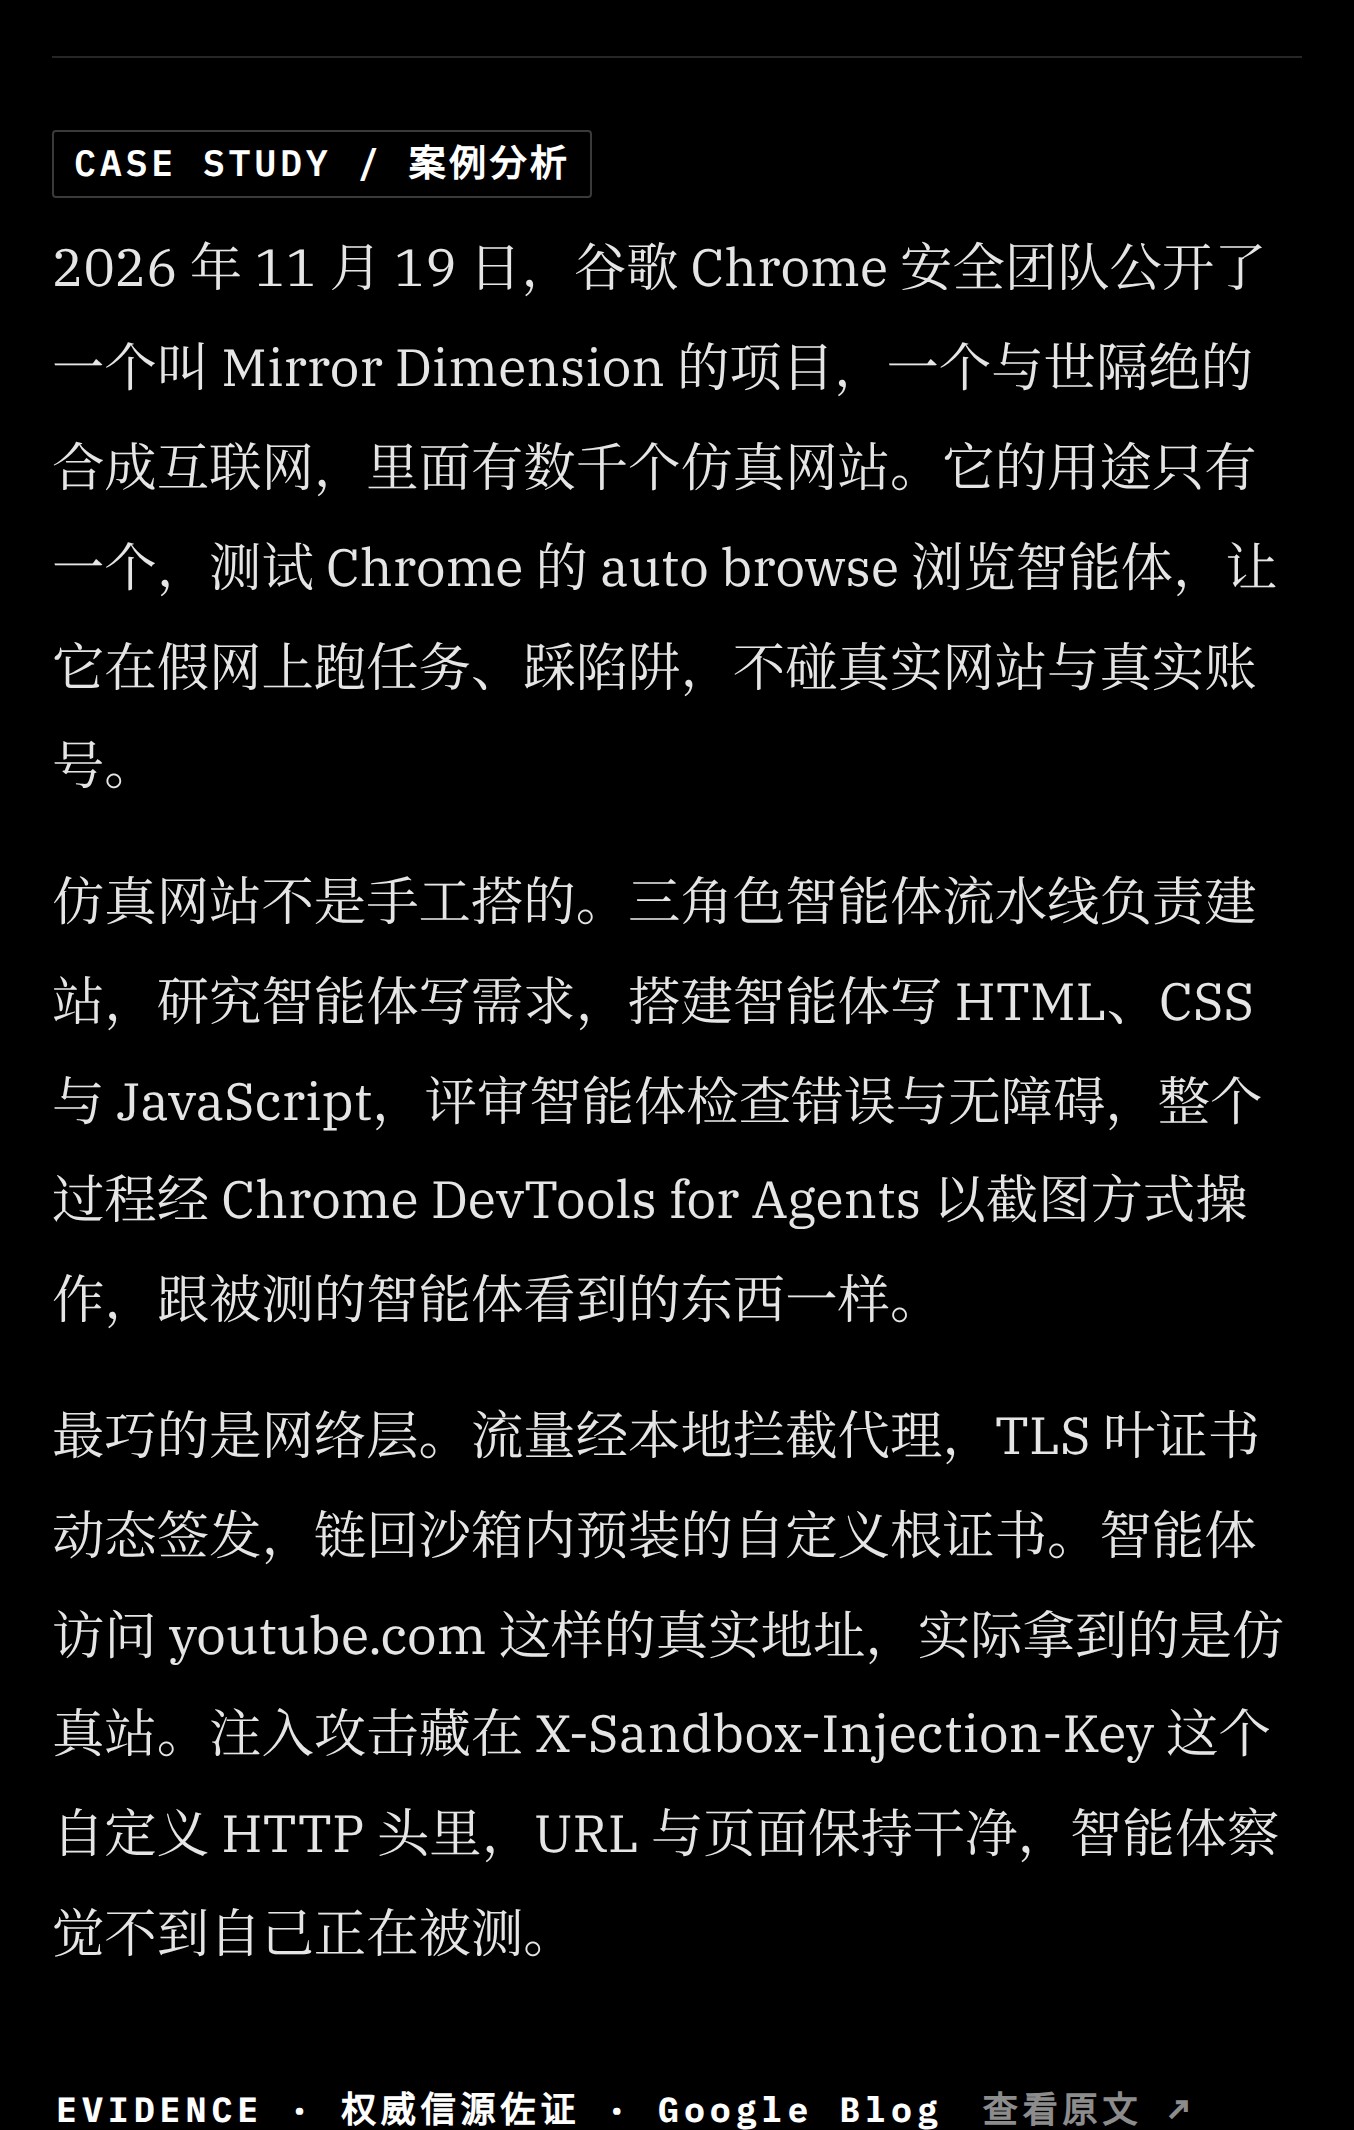 CASE STUDY / 案例分析
2026 年 11 月 19 日，谷歌 Chrome 安全团队公开了
一个叫 Mirror Dimension 的项目，一个与世隔绝的
合成互联网，里面有数千个仿真网站。它的用途只有
一个，测试 Chrome 的 auto browse 浏览智能体，让
它在假网上跑任务、踩陷阱，不碰真实网站与真实账
号。
仿真网站不是手工搭的。三角色智能体流水线负责建
站，研究智能体写需求，搭建智能体写 HTML、CSS
与 JavaScript，评审智能体检查错误与无障碍，整个
过程经 Chrome DevTools for Agents 以截图方式操
作，跟被测的智能体看到的东西一样。
最巧的是网络层。流量经本地拦截代理，TLS 叶证书
动态签发，链回沙箱内预装的自定义根证书。智能体
访问 youtube.com 这样的真实地址，实际拿到的是仿
真站。注入攻击藏在 X-Sandbox-Injection-Key 这个
自定义 HTTP 头里，URL 与页面保持干净，智能体察
觉不到自己正在被测。
EVIDENCE · 权威信源佐证 · Google Blog 查看原文 ↗